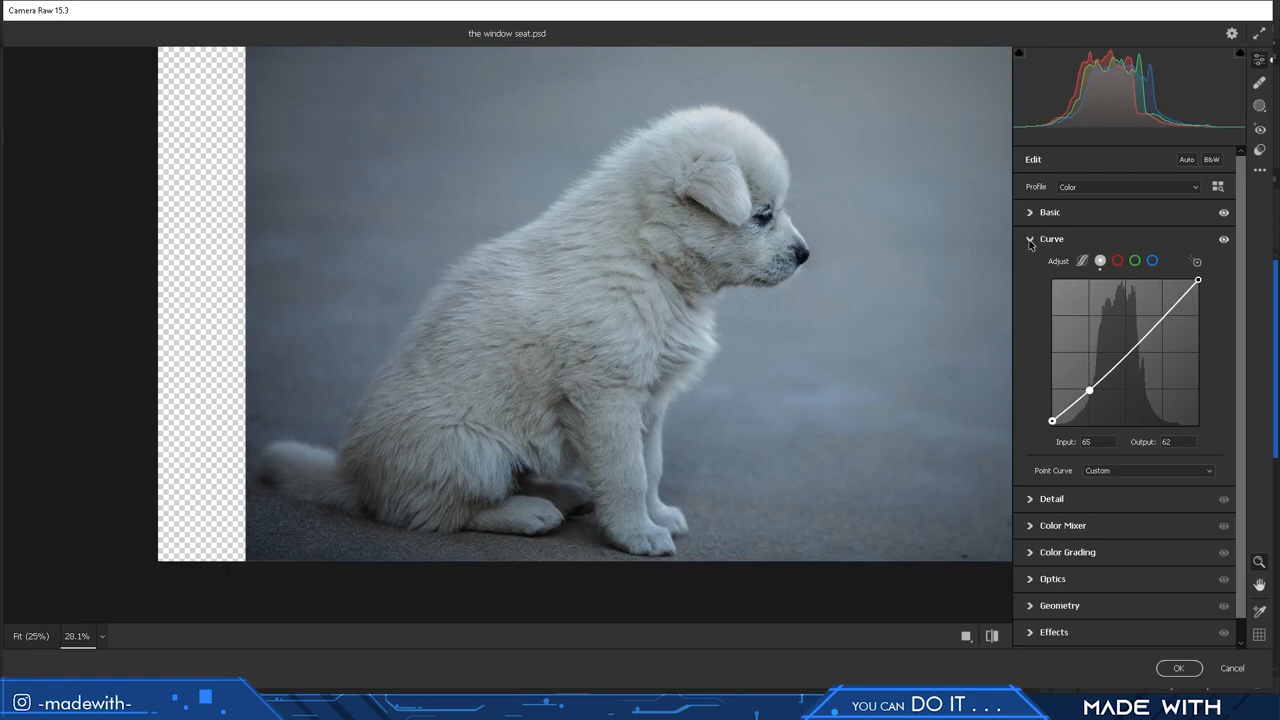 Camera Raw 15.3
the window seat.psd
Edit
Auto
B&W
Profile
Color
Basic
Curve
Adjust
Input: 65
Output: 62
Point Curve
Custom
Detail
Color Mixer
Color Grading
Optics
Geometry
Effects
Fit (25%)
28.1%
OK
Cancel
-madewith-
YOU CAN DO IT . . .
MADE WITH